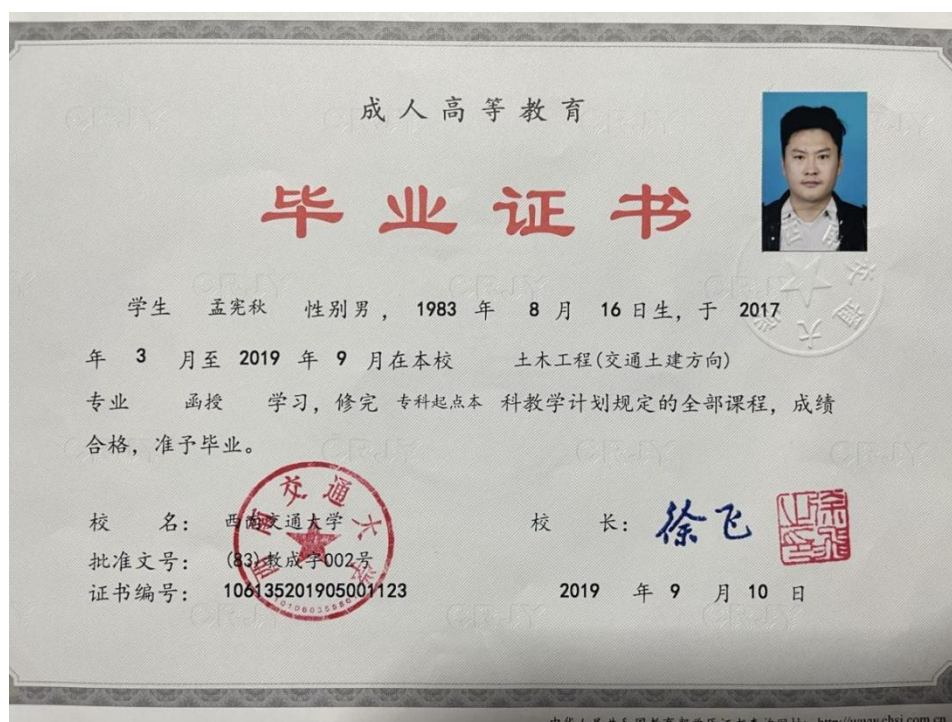 成人高等教育
毕业证书
学生 孟宪秋 性别男，1983 年 8 月 16 日生，于 2017
年 3 月至 2019 年 9 月在本校 土木工程(交通土建方向)
专业 函授 学习，修完 专科起点本 科教学计划规定的全部课程，成绩
合格，准予毕业。
校 名： 西南交通大学
校 长： 徐飞
批准文号： (83)教成字002号
证书编号： 106135201905001123
2019 年 9 月 10 日